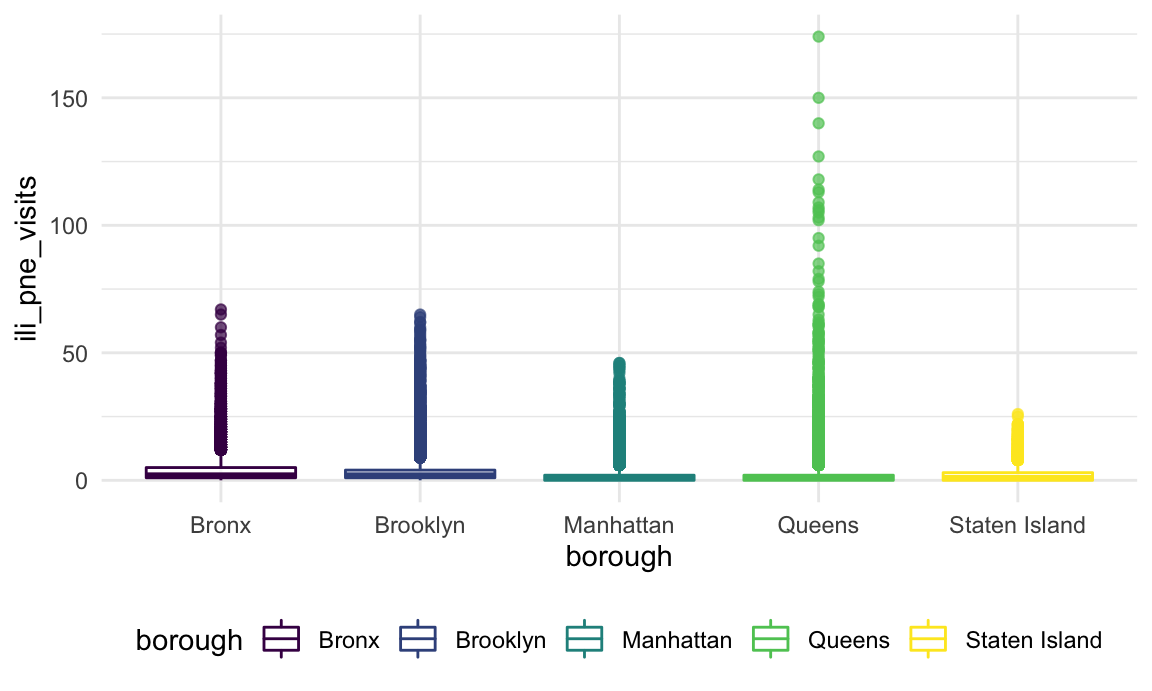 150
100
50
0
ili_pne_visits
Bronx Brooklyn Manhattan Queens Staten Island
borough
borough Bronx Brooklyn Manhattan Queens Staten Island